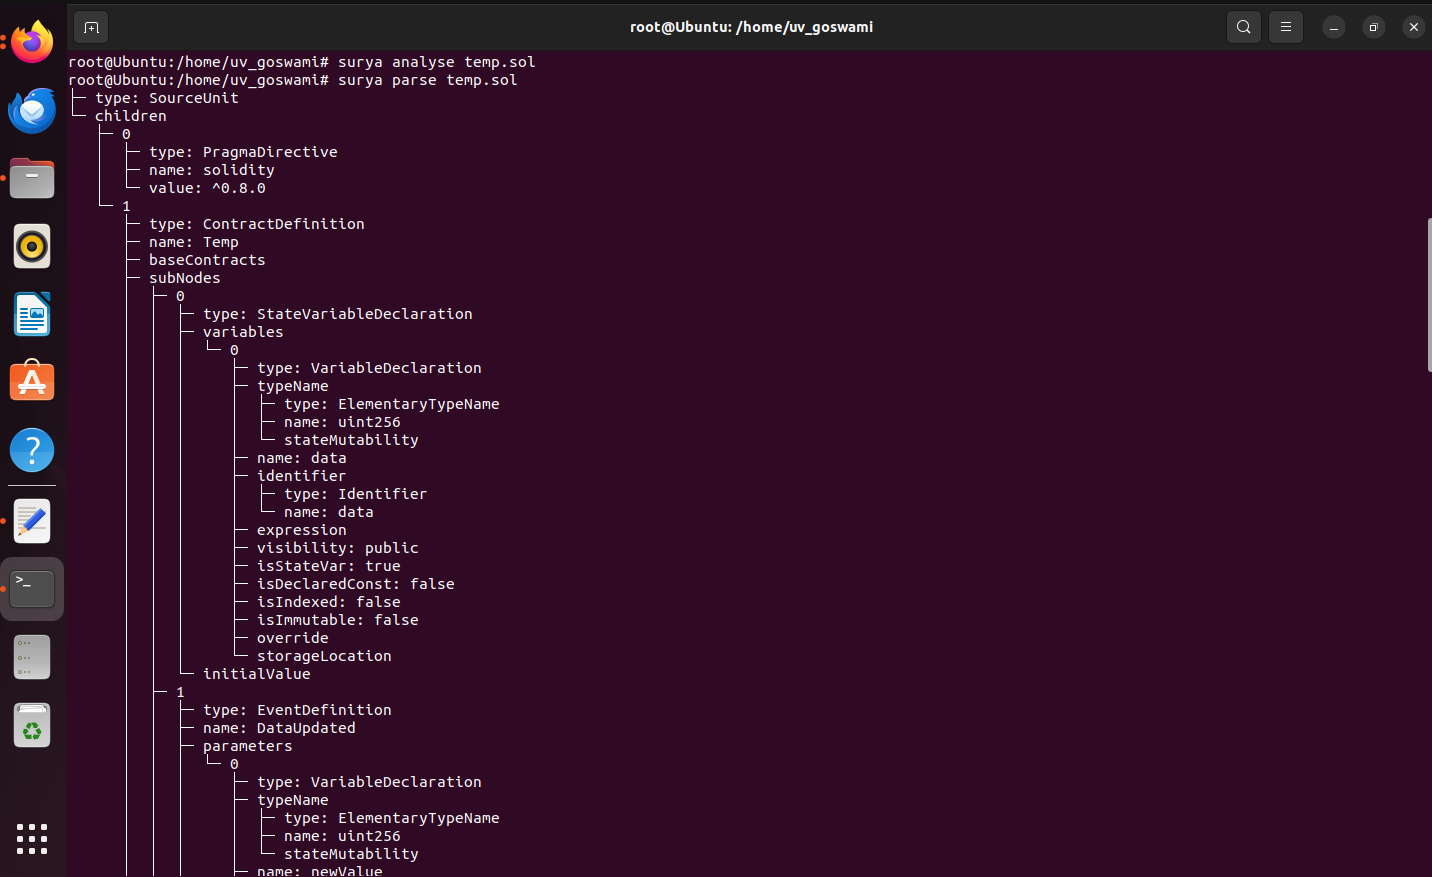 root@Ubuntu: /home/uv_goswami
root@Ubuntu:/home/uv_goswami# surya analyse temp.sol
root@Ubuntu:/home/uv_goswami# surya parse temp.sol
├─ type: SourceUnit
└─ children
   ├─ 0
   │  ├─ type: PragmaDirective
   │  ├─ name: solidity
   │  └─ value: ^0.8.0
   └─ 1
      ├─ type: ContractDefinition
      ├─ name: Temp
      ├─ baseContracts
      ├─ subNodes
      │  ├─ 0
      │  │  ├─ type: StateVariableDeclaration
      │  │  ├─ variables
      │  │  │  └─ 0
      │  │  │     ├─ type: VariableDeclaration
      │  │  │     ├─ typeName
      │  │  │     │  ├─ type: ElementaryTypeName
      │  │  │     │  ├─ name: uint256
      │  │  │     │  └─ stateMutability
      │  │  │     ├─ name: data
      │  │  │     ├─ identifier
      │  │  │     │  ├─ type: Identifier
      │  │  │     │  └─ name: data
      │  │  │     ├─ expression
      │  │  │     ├─ visibility: public
      │  │  │     ├─ isStateVar: true
      │  │  │     ├─ isDeclaredConst: false
      │  │  │     ├─ isIndexed: false
      │  │  │     ├─ isImmutable: false
      │  │  │     ├─ override
      │  │  │     └─ storageLocation
      │  │  └─ initialValue
      │  ├─ 1
      │  │  ├─ type: EventDefinition
      │  │  ├─ name: DataUpdated
      │  │  ├─ parameters
      │  │  │  └─ 0
      │  │  │     ├─ type: VariableDeclaration
      │  │  │     ├─ typeName
      │  │  │     │  ├─ type: ElementaryTypeName
      │  │  │     │  ├─ name: uint256
      │  │  │     │  └─ stateMutability
      │  │  │     ├─ name: newValue